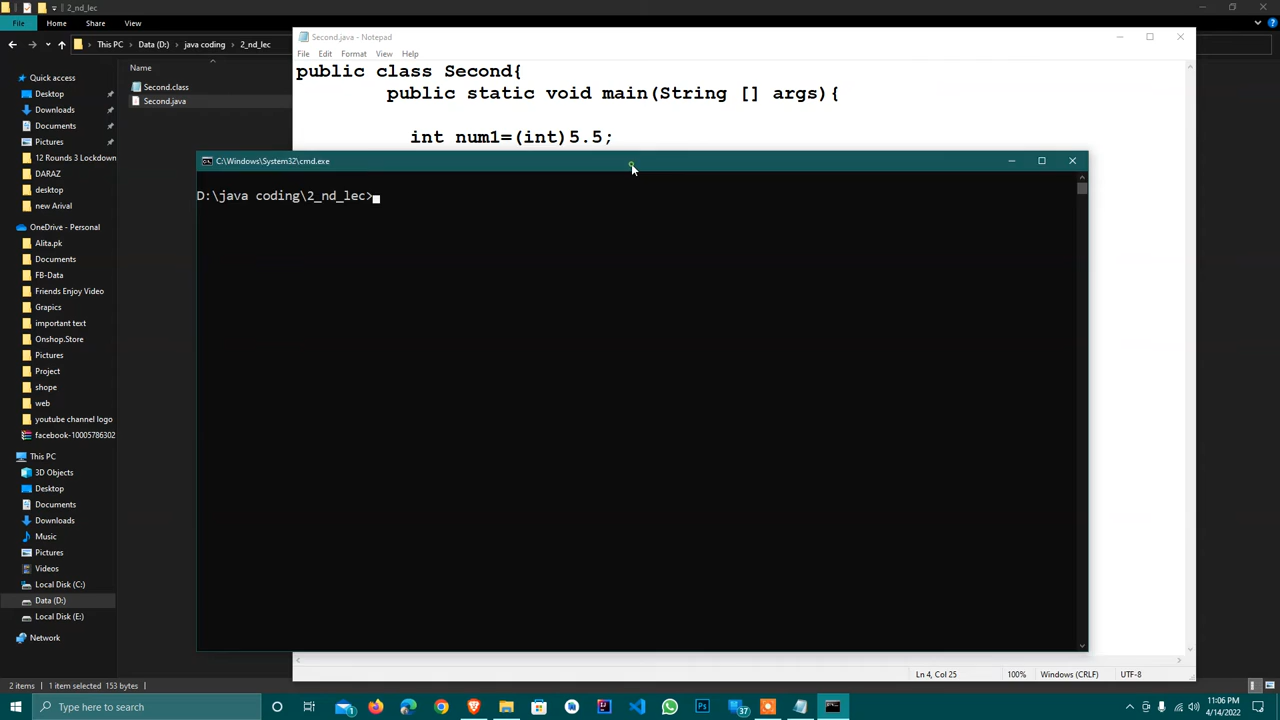 2_nd_lec
File
Home
Share
View
This PC
Data (D:)
java coding
2_nd_lec
Name
Second.class
Second.java
Quick access
Desktop
Downloads
Documents
Pictures
12 Rounds 3 Lockdown
DARAZ
desktop
new Arival
OneDrive - Personal
Alita.pk
Documents
FB-Data
Friends Enjoy Video
Grapics
important text
Onshop.Store
Pictures
Project
shope
web
youtube channel logo
facebook-10005786302
This PC
3D Objects
Desktop
Documents
Downloads
Music
Pictures
Videos
Local Disk (C:)
Data (D:)
Local Disk (E:)
Network
2 items
1 item selected 153 bytes
Second.java - Notepad
File Edit Format View Help
public class Second{
public static void main(String [] args){
int num1=(int)5.5;
C:\Windows\System32\cmd.exe
D:\java coding\2_nd_lec>
Ln 4, Col 25
100%
Windows (CRLF)
UTF-8
Type here to search
1
37
11:06 PM
4/14/2022